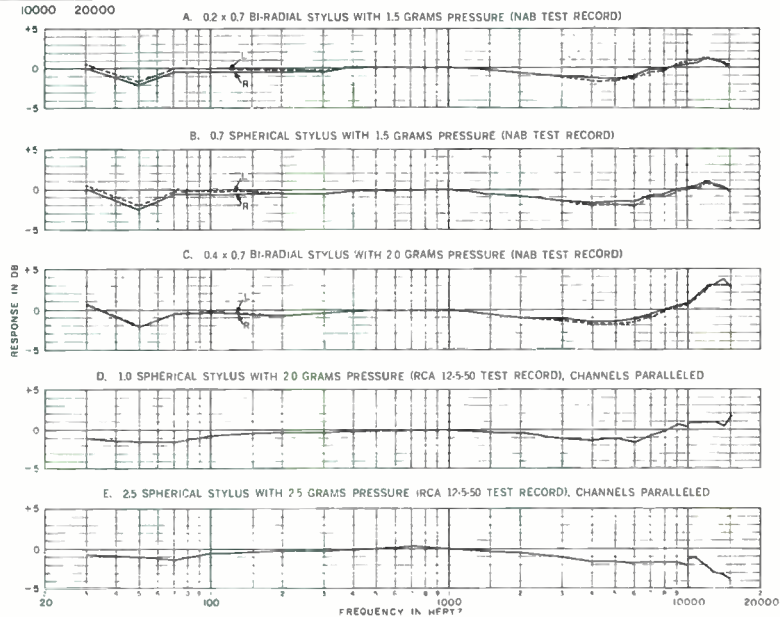 10000 20000
A. 0.2 x 0.7 BI-RADIAL STYLUS WITH 1.5 GRAMS PRESSURE (NAB TEST RECORD)
+5
0
-5
L
R
B. 0.7 SPHERICAL STYLUS WITH 1.5 GRAMS PRESSURE (NAB TEST RECORD)
+5
0
-5
L
R
C. 0.4 x 0.7 BI-RADIAL STYLUS WITH 2.0 GRAMS PRESSURE (NAB TEST RECORD)
+5
0
-5
L
R
RESPONSE IN DB
D. 1.0 SPHERICAL STYLUS WITH 2.0 GRAMS PRESSURE (RCA 12-5-50 TEST RECORD), CHANNELS PARALLELED
+5
0
-5
E. 2.5 SPHERICAL STYLUS WITH 2.5 GRAMS PRESSURE (RCA 12-5-50 TEST RECORD), CHANNELS PARALLELED
+5
0
-5
20 100 1000 10000 20000
FREQUENCY IN HERTZ